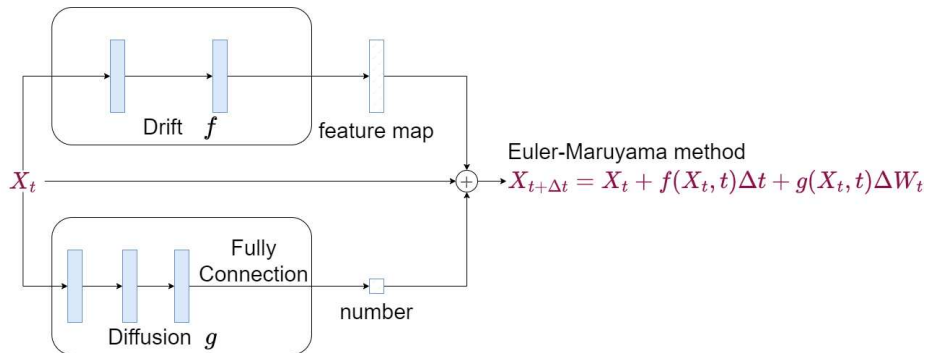 Drift f
feature map
Euler-Maruyama method
X_t
+
X_{t+Δt} = X_t + f(X_t, t)Δt + g(X_t, t)ΔW_t
Fully
Connection
number
Diffusion g